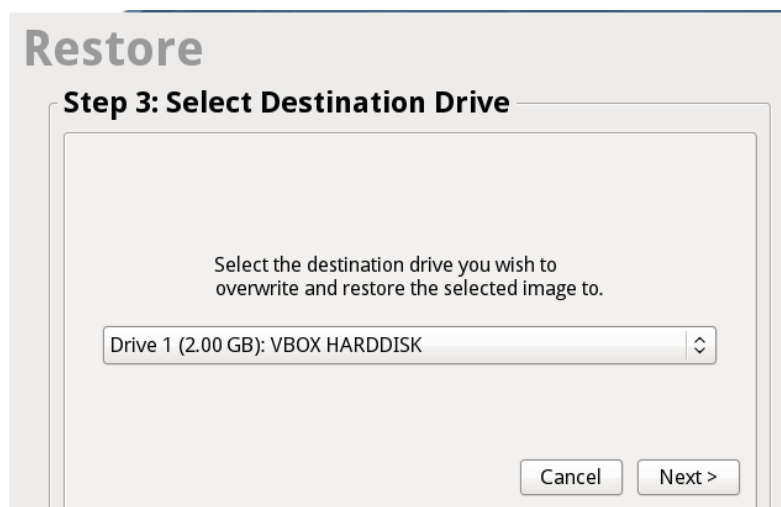 Restore
Step 3: Select Destination Drive
Select the destination drive you wish to
overwrite and restore the selected image to.
Drive 1 (2.00 GB): VBOX HARDDISK
Cancel
Next >